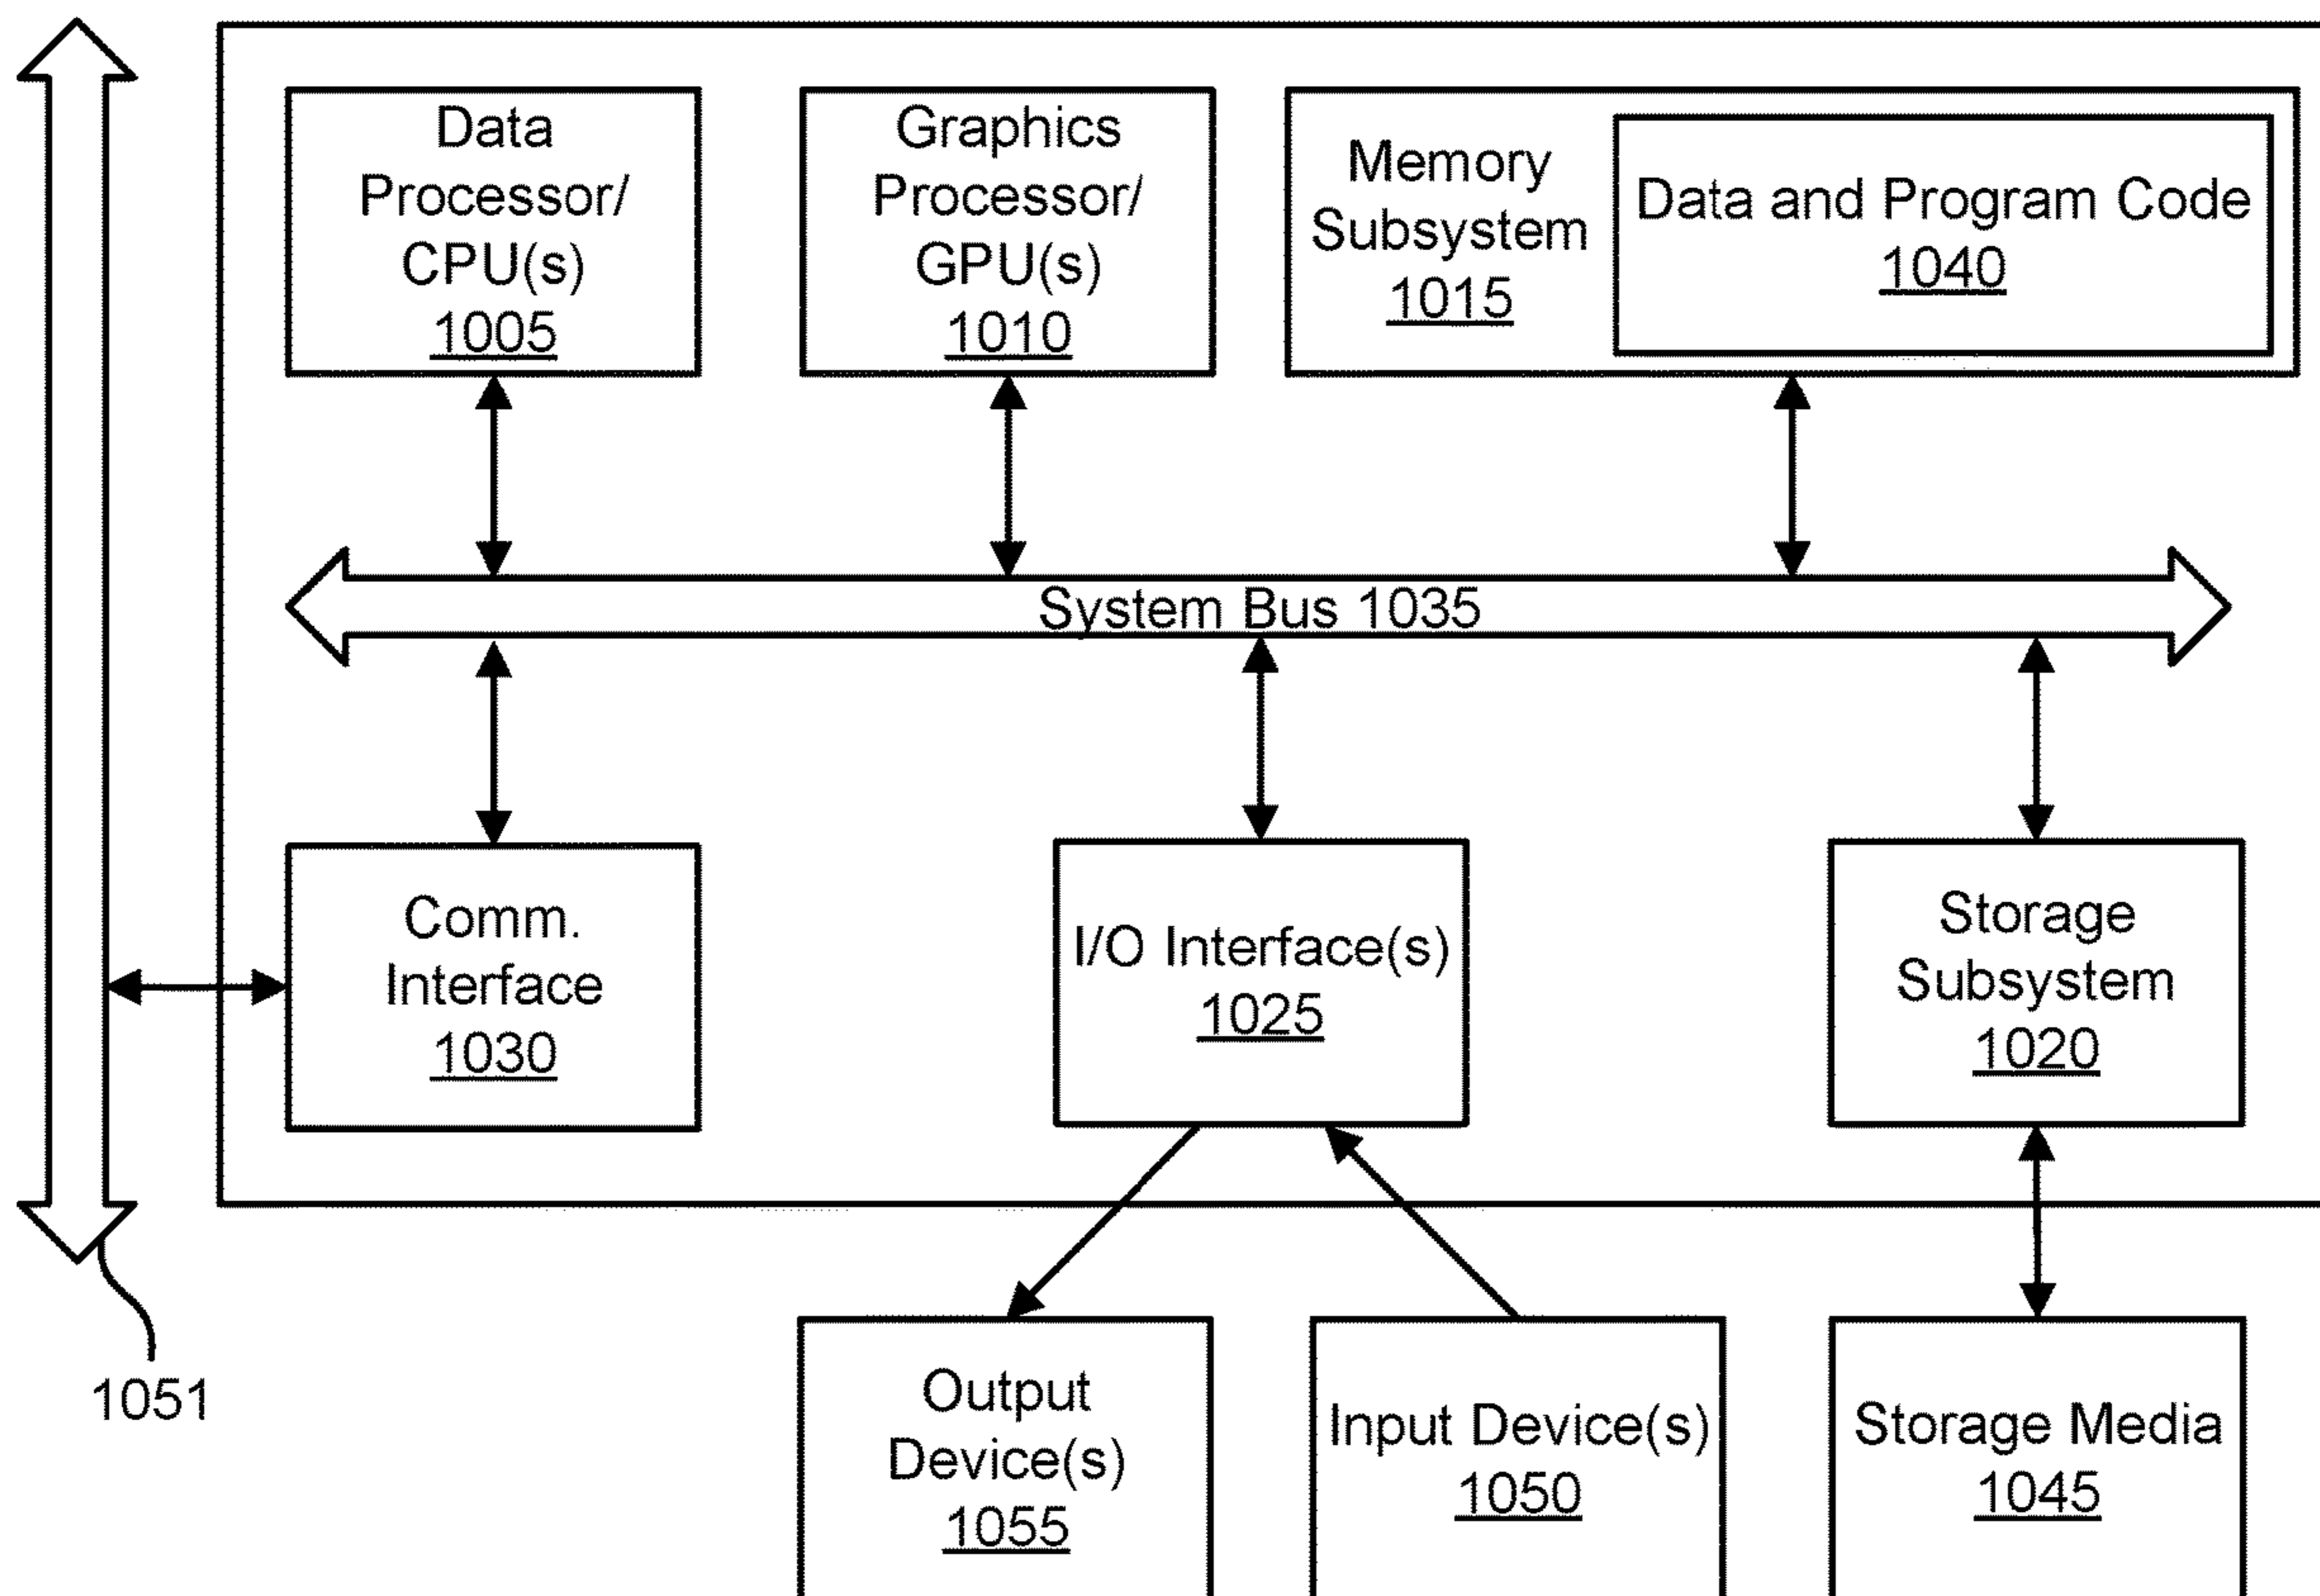 Data
Processor/
CPU(s)
1005
Graphics
Processor/
GPU(s)
1010
Memory
Subsystem
1015
Data and Program Code
1040
System Bus 1035
Comm.
Interface
1030
I/O Interface(s)
1025
Storage
Subsystem
1020
1051
Output
Device(s)
1055
Input Device(s)
1050
Storage Media
1045